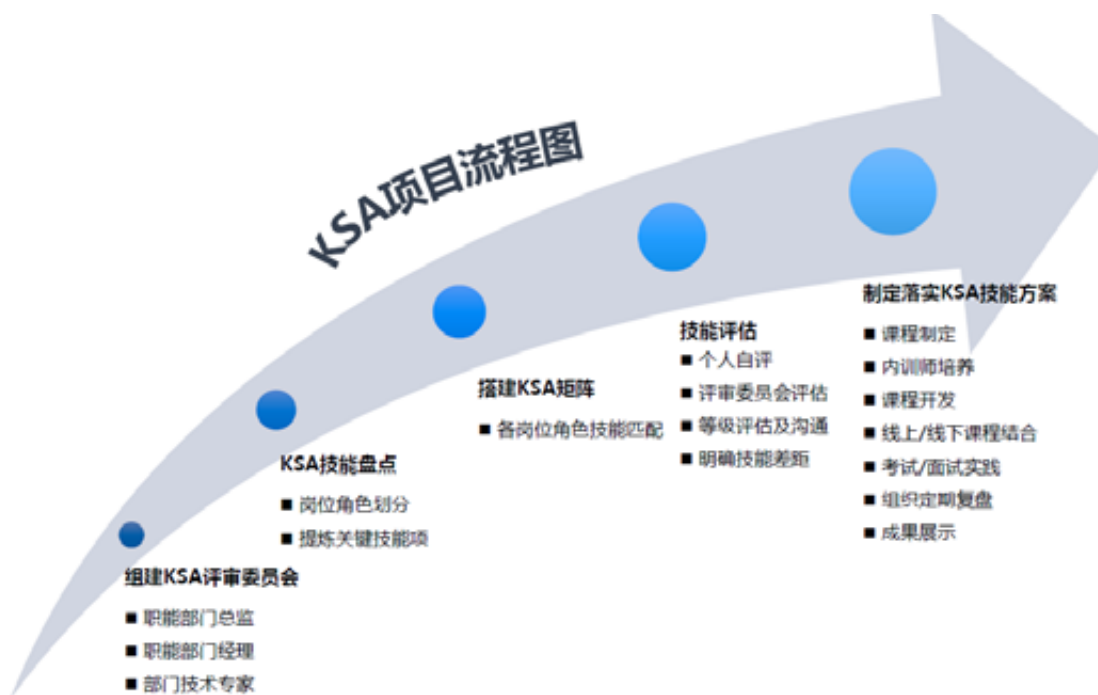 KSA项目流程图
组建KSA评审委员会
■ 职能部门总监
■ 职能部门经理
■ 部门技术专家
KSA技能盘点
■ 岗位角色划分
■ 提炼关键技能项
搭建KSA矩阵
■ 各岗位角色技能匹配
技能评估
■ 个人自评
■ 评审委员会评估
■ 等级评估及沟通
■ 明确技能差距
制定落实KSA技能方案
■ 课程制定
■ 内训师培养
■ 课程开发
■ 线上/线下课程结合
■ 考试/面试实践
■ 组织定期复盘
■ 成果展示